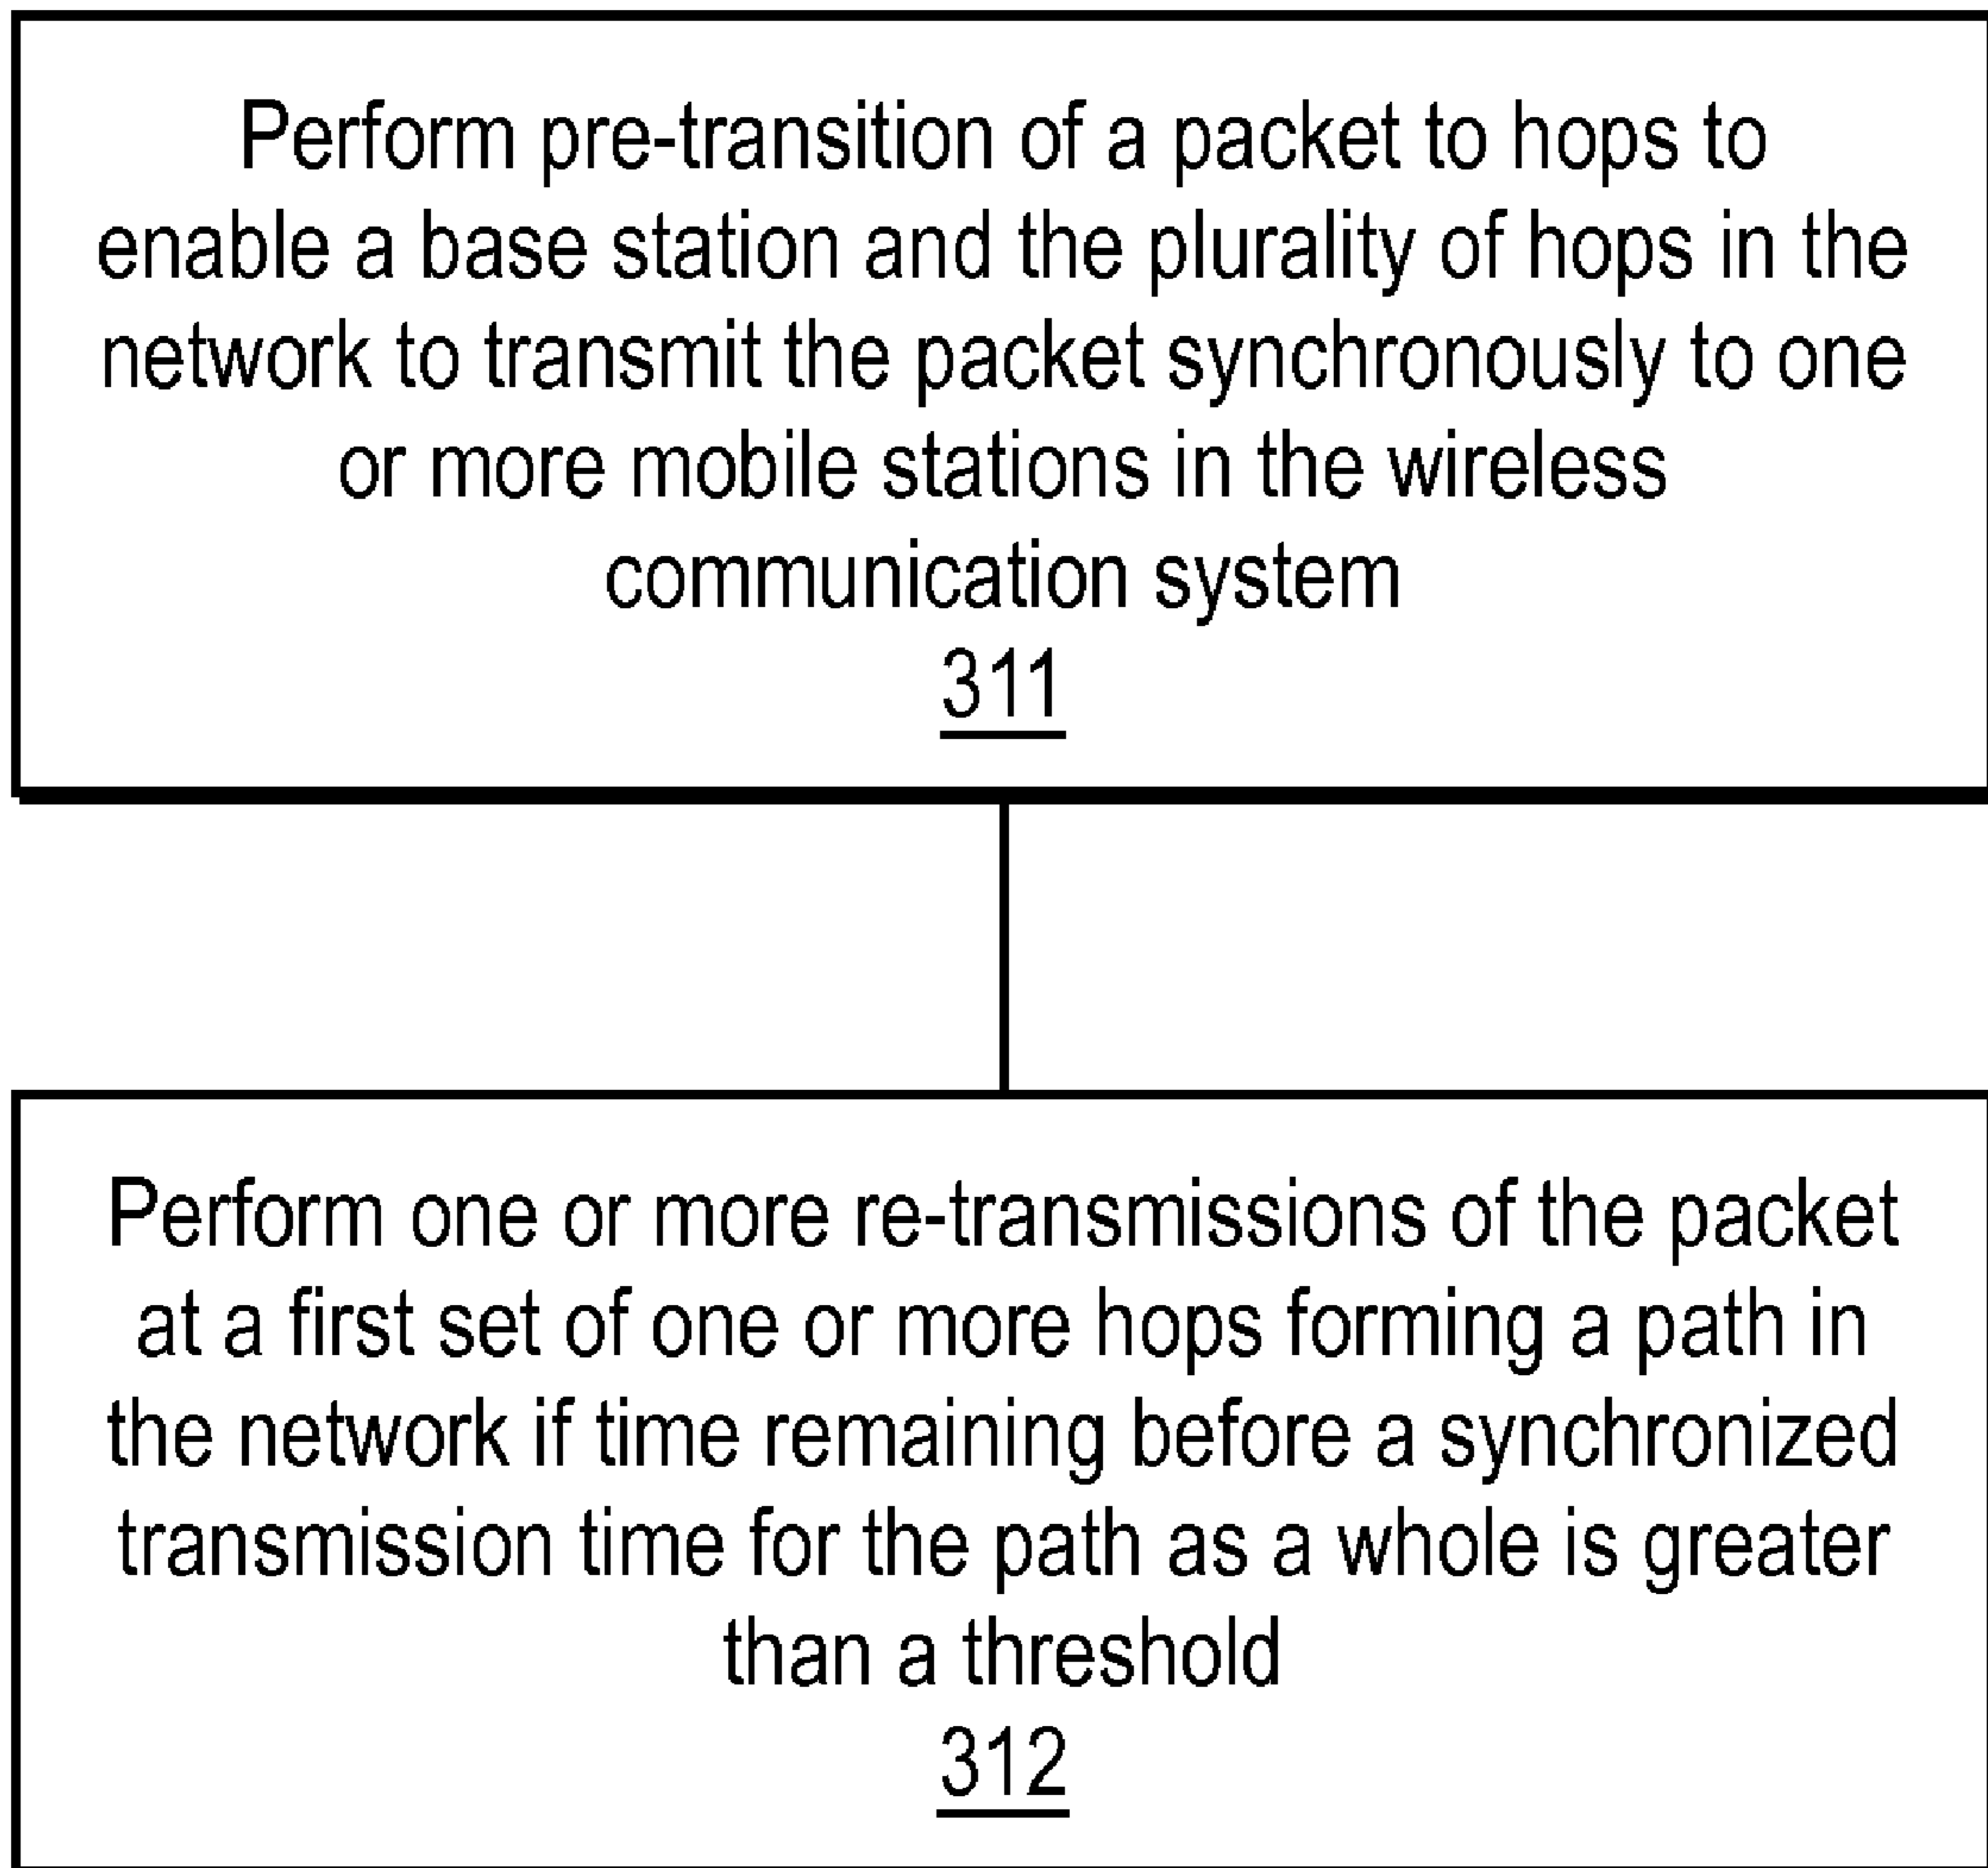 Perform pre-transition of a packet to hops to
enable a base station and the plurality of hops in the
network to transmit the packet synchronously to one
or more mobile stations in the wireless
communication system
311
Perform one or more re-transmissions of the packet
at a first set of one or more hops forming a path in
the network if time remaining before a synchronized
transmission time for the path as a whole is greater
than a threshold
312